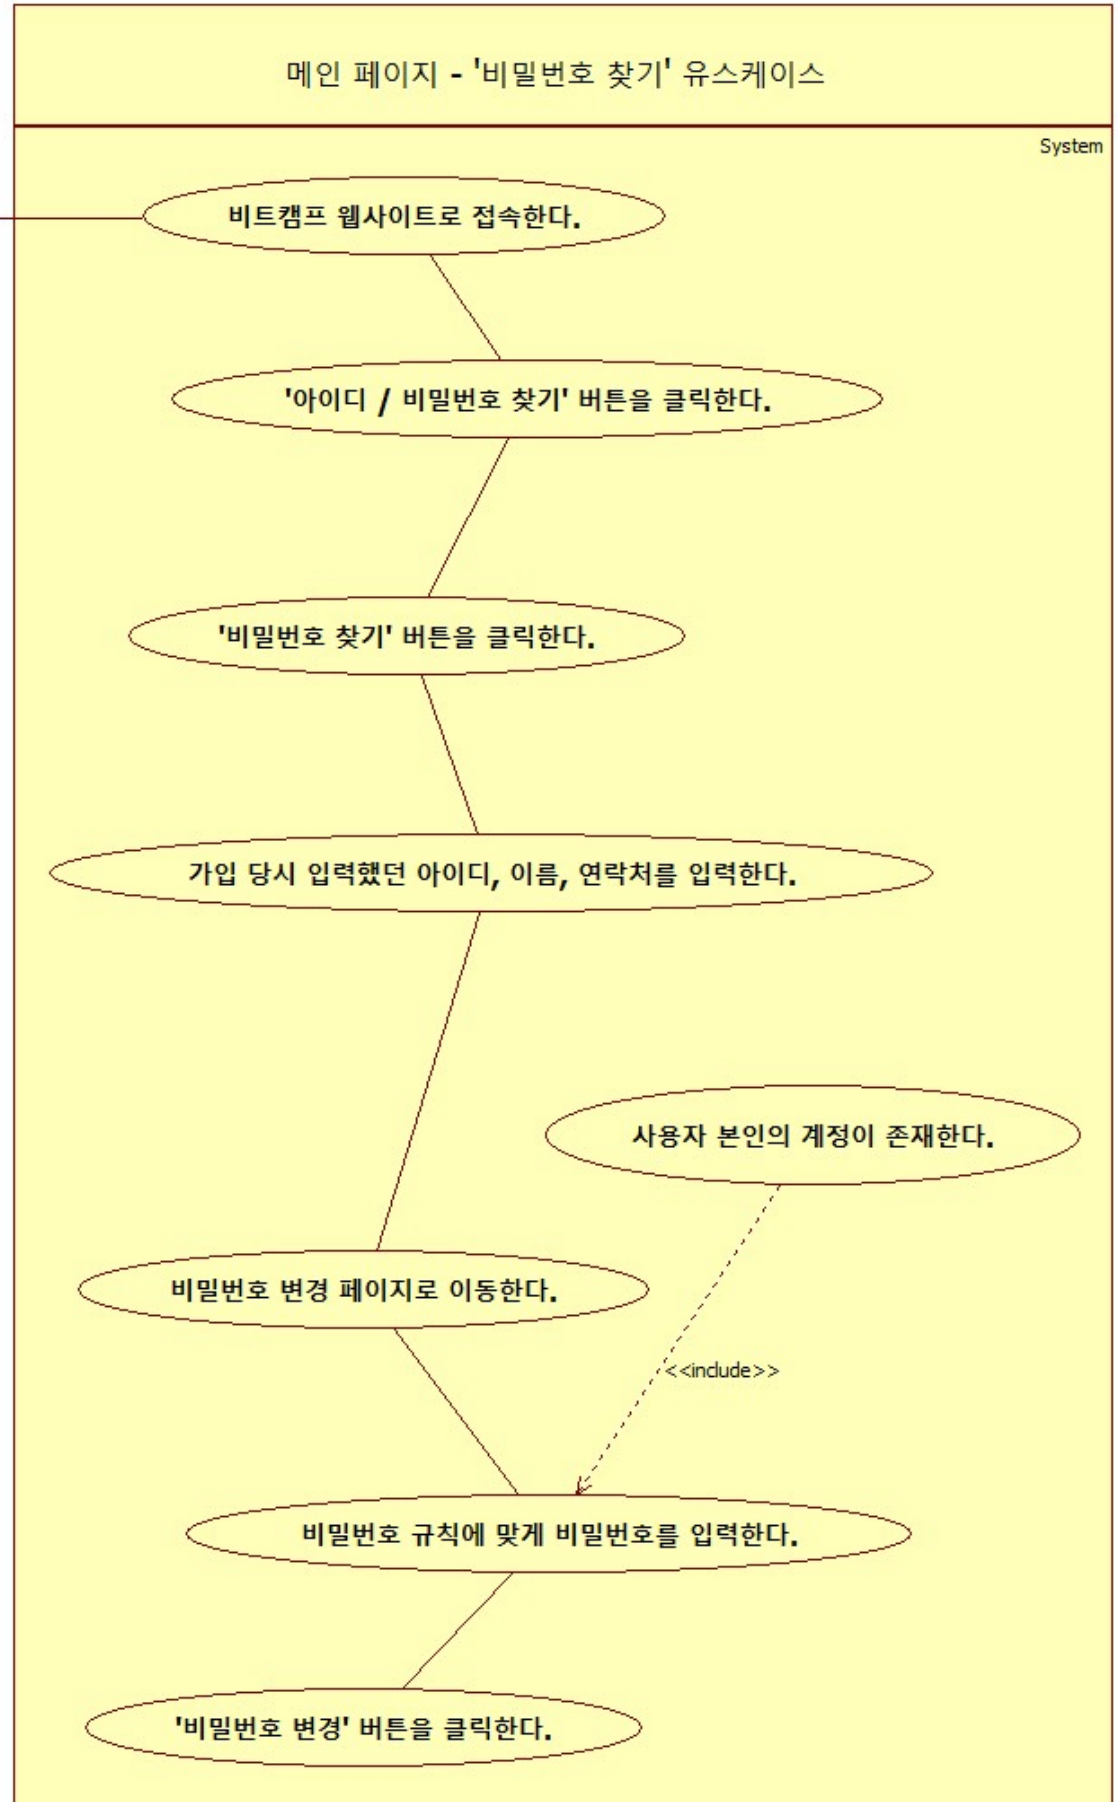 메인 페이지 - '비밀번호 찾기' 유스케이스
System
비트캠프 웹사이트로 접속한다.
'아이디 / 비밀번호 찾기' 버튼을 클릭한다.
'비밀번호 찾기' 버튼을 클릭한다.
가입 당시 입력했던 아이디, 이름, 연락처를 입력한다.
사용자 본인의 계정이 존재한다.
비밀번호 변경 페이지로 이동한다.
<<include>>
비밀번호 규칙에 맞게 비밀번호를 입력한다.
'비밀번호 변경' 버튼을 클릭한다.